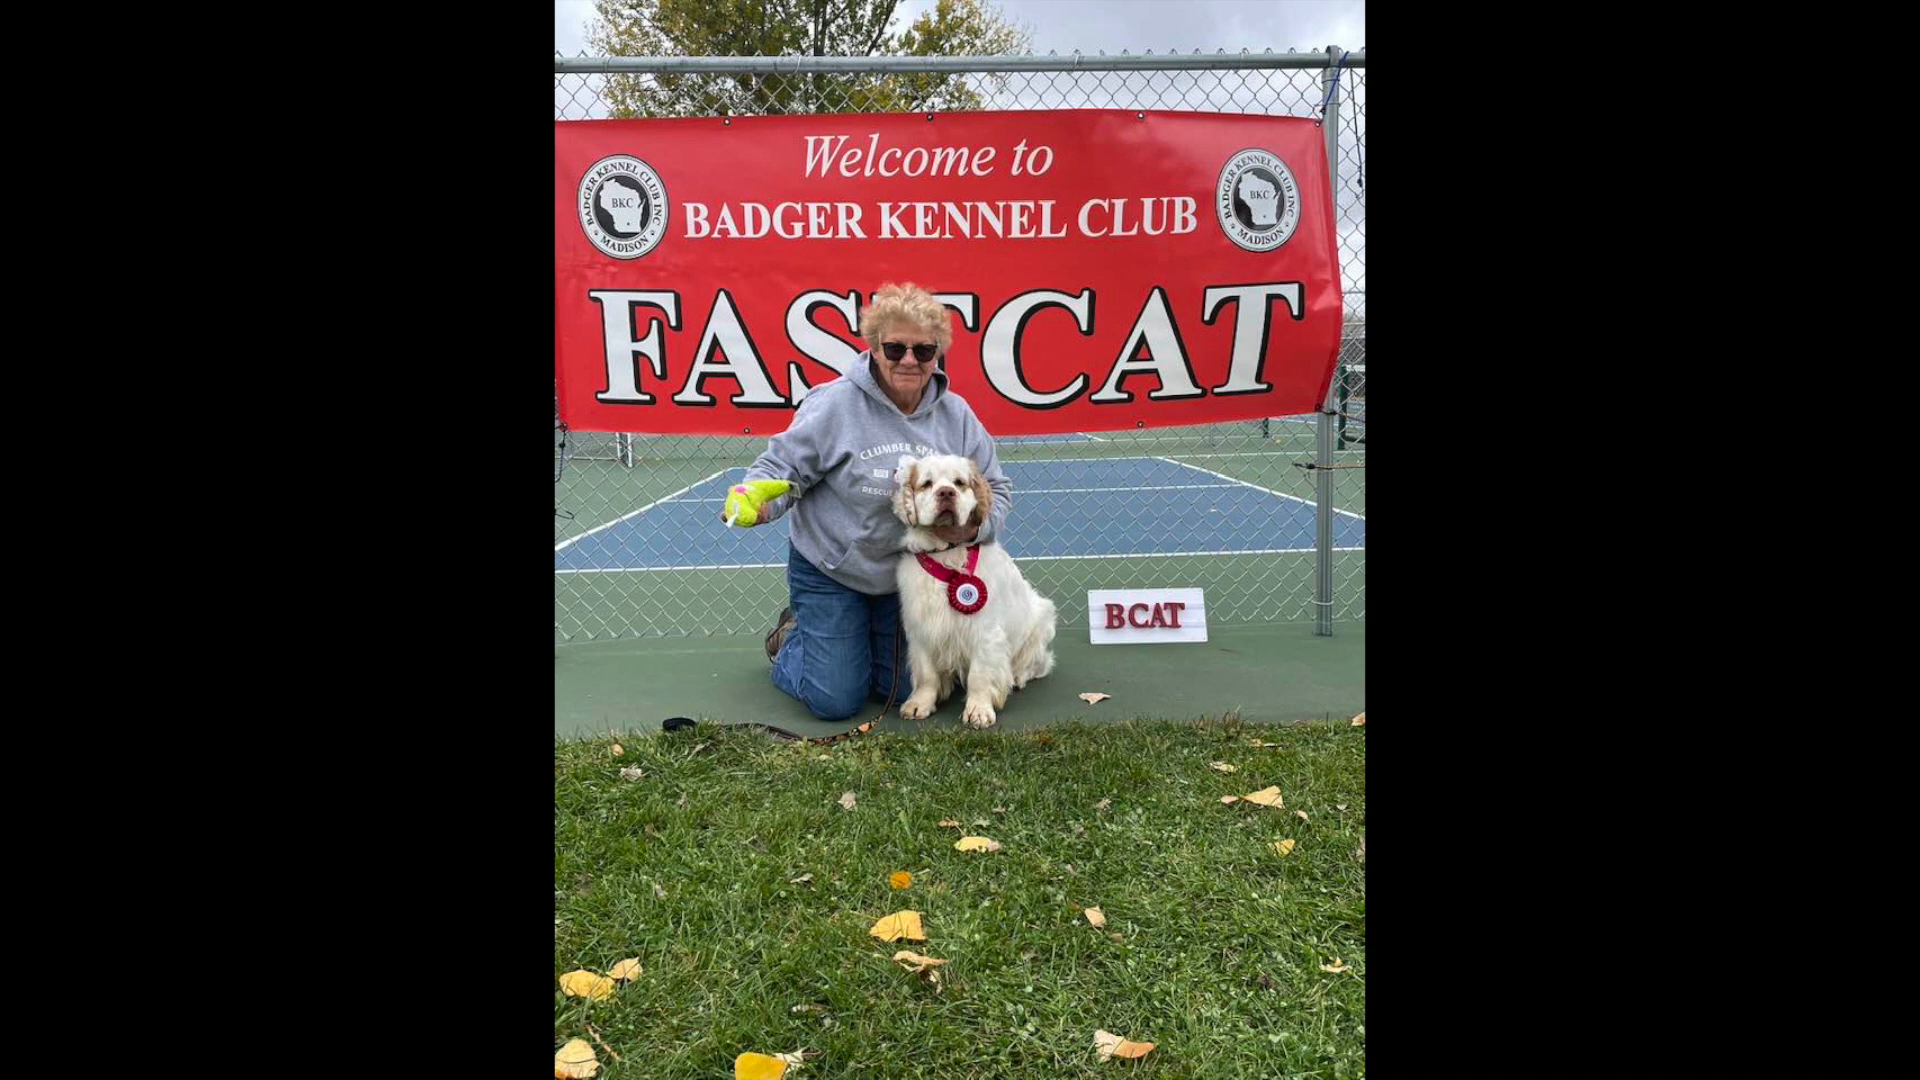 Welcome to
BADGER KENNEL CLUB
FASTCAT
BADGER KENNEL CLUB INC
BKC
MADISON
BADGER KENNEL CLUB INC
BKC
MADISON
CLUMBER SPA
RESCUE
BCAT